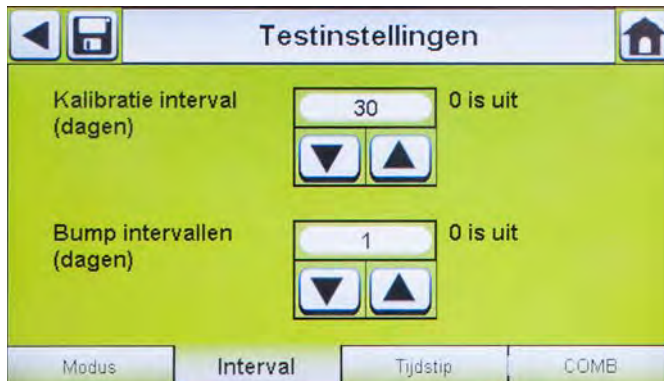 Testinstellingen
Kalibratie interval
(dagen)
30
0 is uit
Bump intervallen
(dagen)
1
0 is uit
Modus
Interval
Tijdstip
COMB